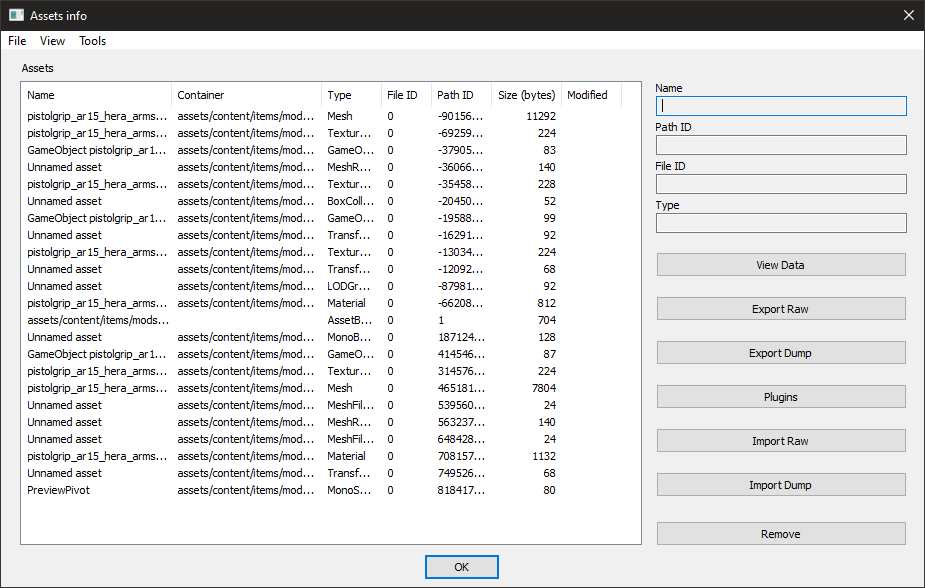 Assets info
File View Tools
Assets
Name Container Type File ID Path ID Size (bytes) Modified
pistolgrip_ar15_hera_arms... assets/content/items/mod... Mesh 0 -90156... 11292
pistolgrip_ar15_hera_arms... assets/content/items/mod... Textur... 0 -69259... 224
GameObject pistolgrip_ar1... assets/content/items/mod... GameO... 0 -37905... 83
Unnamed asset assets/content/items/mod... MeshR... 0 -36066... 140
pistolgrip_ar15_hera_arms... assets/content/items/mod... Textur... 0 -35458... 228
Unnamed asset assets/content/items/mod... BoxColl... 0 -20450... 52
GameObject pistolgrip_ar1... assets/content/items/mod... GameO... 0 -19588... 99
Unnamed asset assets/content/items/mod... Transf... 0 -16291... 92
pistolgrip_ar15_hera_arms... assets/content/items/mod... Textur... 0 -13034... 224
Unnamed asset assets/content/items/mod... Transf... 0 -12092... 68
Unnamed asset assets/content/items/mod... LODGr... 0 -87981... 92
pistolgrip_ar15_hera_arms... assets/content/items/mod... Material 0 -66208... 812
assets/content/items/mods... AssetB... 0 1 704
Unnamed asset assets/content/items/mod... MonoB... 0 187124... 128
GameObject pistolgrip_ar1... assets/content/items/mod... GameO... 0 414546... 87
pistolgrip_ar15_hera_arms... assets/content/items/mod... Textur... 0 314576... 224
pistolgrip_ar15_hera_arms... assets/content/items/mod... Mesh 0 465181... 7804
Unnamed asset assets/content/items/mod... MeshFil... 0 539560... 24
Unnamed asset assets/content/items/mod... MeshR... 0 563237... 140
Unnamed asset assets/content/items/mod... MeshFil... 0 648428... 24
pistolgrip_ar15_hera_arms... assets/content/items/mod... Material 0 708157... 1132
Unnamed asset assets/content/items/mod... Transf... 0 749526... 68
PreviewPivot assets/content/items/mod... MonoS... 0 818417... 80
Name
Path ID
File ID
Type
View Data
Export Raw
Export Dump
Plugins
Import Raw
Import Dump
Remove
OK